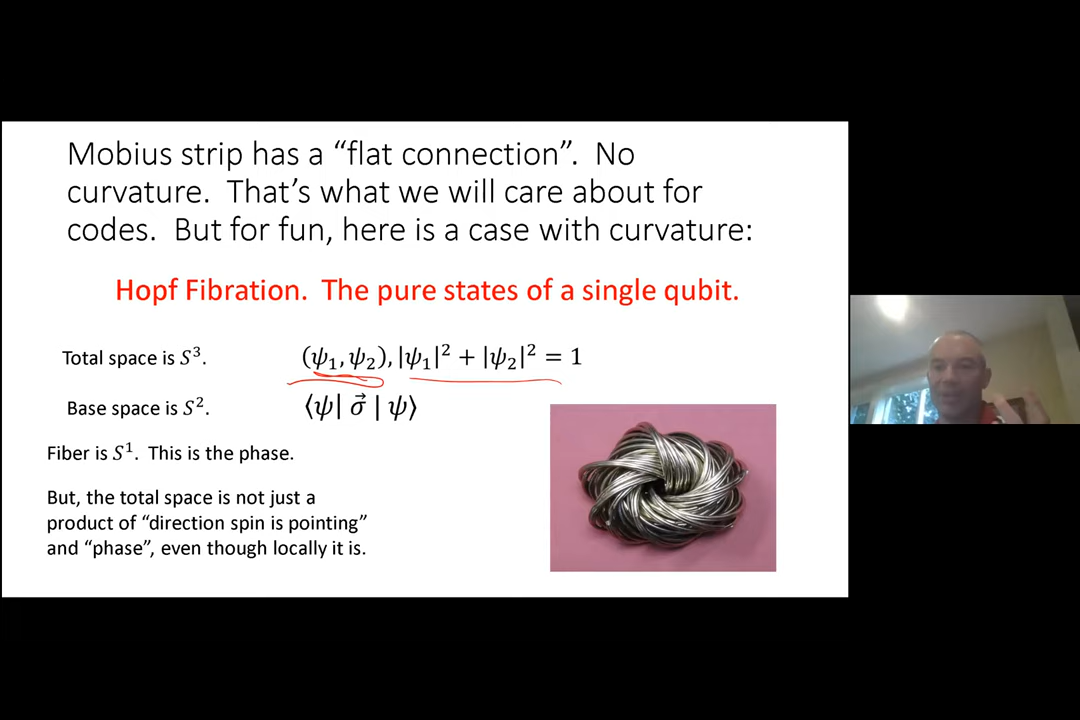 Mobius strip has a “flat connection”.  No
curvature.  That’s what we will care about for
codes.  But for fun, here is a case with curvature:
Hopf Fibration.  The pure states of a single qubit.
Total space is S³. (ψ₁, ψ₂), |ψ₁|² + |ψ₂|² = 1
Base space is S². ⟨ψ| σ⃗ | ψ⟩
Fiber is S¹.  This is the phase.
But, the total space is not just a
product of “direction spin is pointing”
and “phase”, even though locally it is.